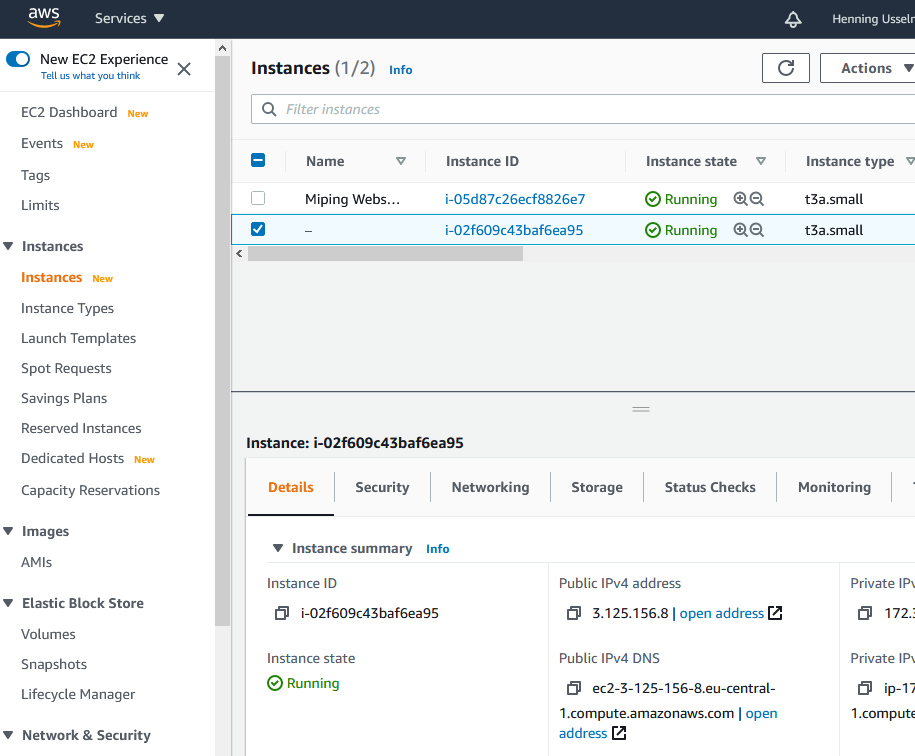 aws
Services
Henning Usseln
New EC2 Experience
Tell us what you think
EC2 Dashboard New
Events New
Tags
Limits
Instances
Instances New
Instance Types
Launch Templates
Spot Requests
Savings Plans
Reserved Instances
Dedicated Hosts New
Capacity Reservations
Images
AMIs
Elastic Block Store
Volumes
Snapshots
Lifecycle Manager
Network & Security
Instances (1/2) Info
Actions
Filter instances
Name Instance ID Instance state Instance type
Miping Webs... i-05d87c26ecf8826e7 Running t3a.small
– i-02f609c43baf6ea95 Running t3a.small
Instance: i-02f609c43baf6ea95
Details Security Networking Storage Status Checks Monitoring
Instance summary Info
Instance ID
i-02f609c43baf6ea95
Instance state
Running
Public IPv4 address
3.125.156.8 | open address
Public IPv4 DNS
ec2-3-125-156-8.eu-central-
1.compute.amazonaws.com | open
address
Private IPv
172.3
Private IPv
ip-17
1.compute